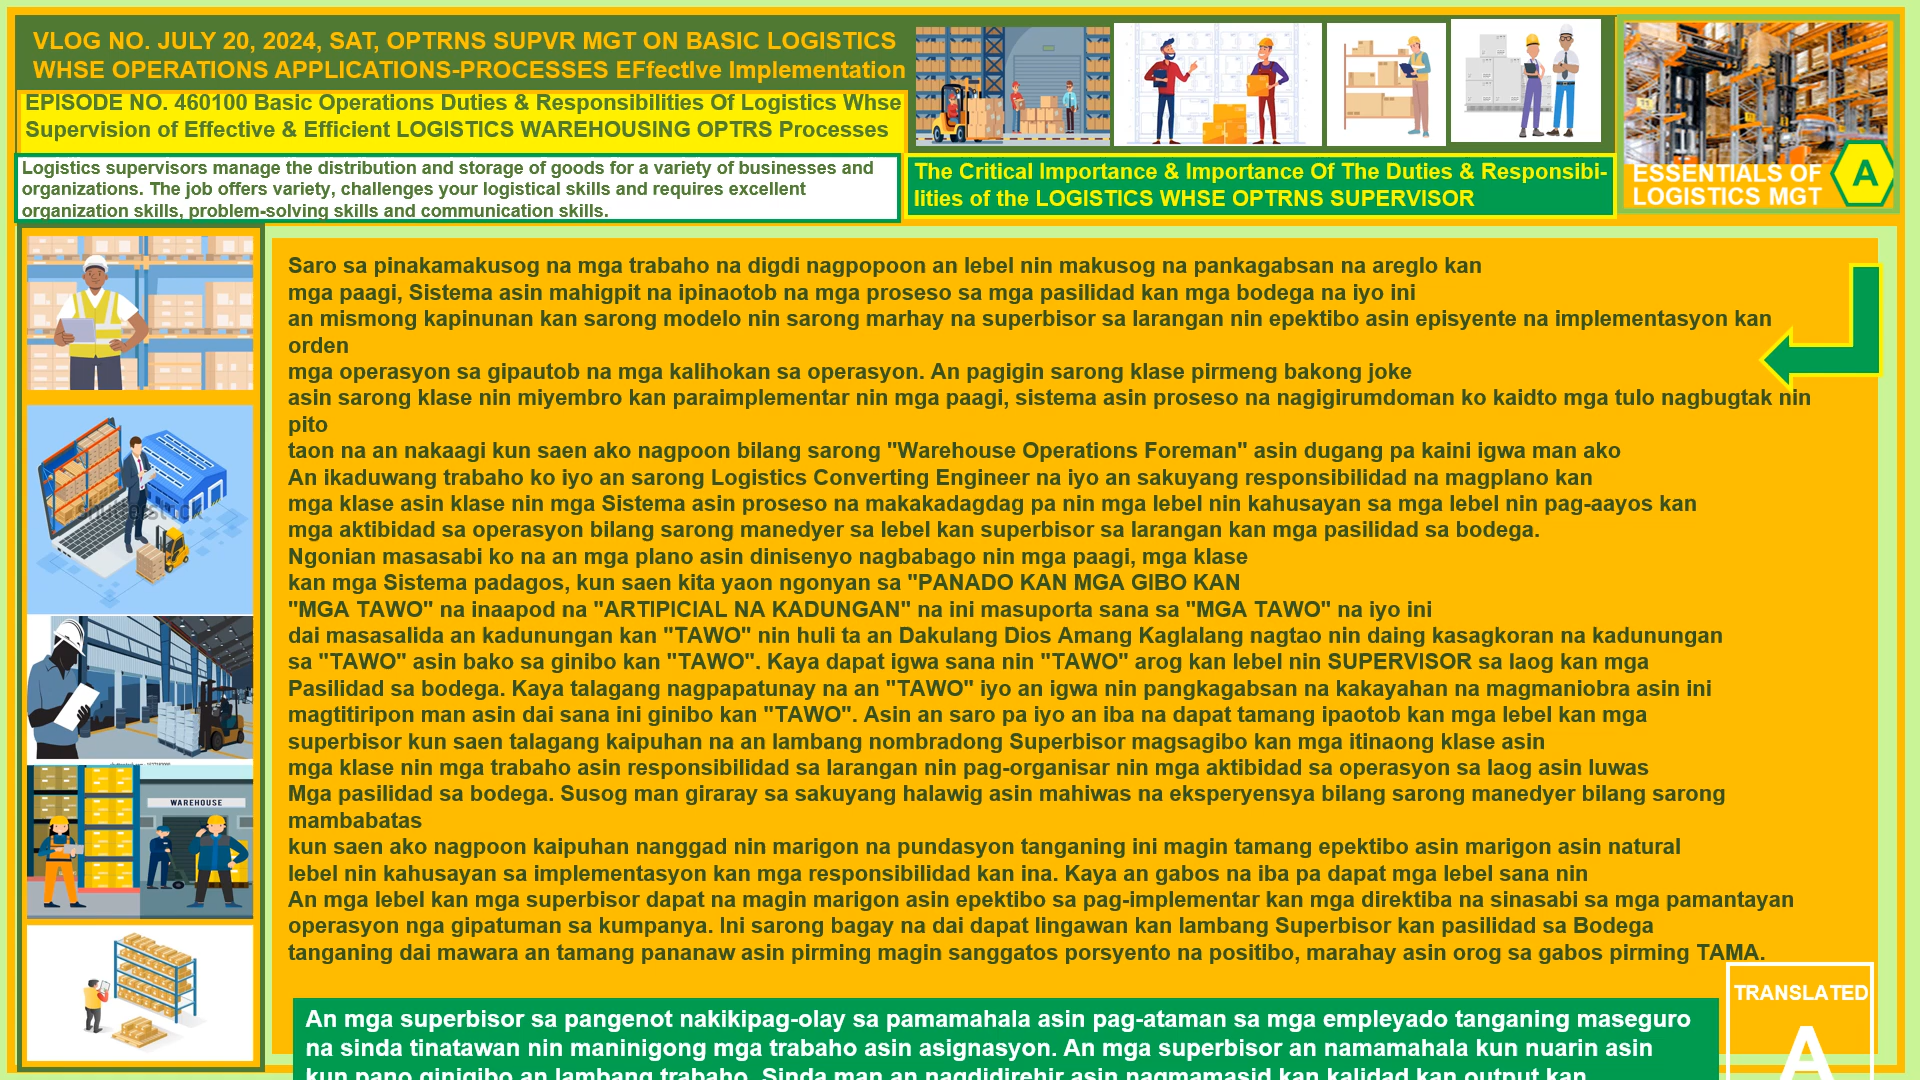 VLOG NO. JULY 20, 2024, SAT, OPTRNS SUPVR MGT ON BASIC LOGISTICS
WHSE OPERATIONS APPLICATIONS-PROCESSES EFfectIve Implementation
EPISODE NO. 460100 Basic Operations Duties & Responsibilities Of Logistics Whse
Supervision of Effective & Efficient LOGISTICS WAREHOUSING OPTRS Processes
Logistics supervisors manage the distribution and storage of goods for a variety of businesses and
organizations. The job offers variety, challenges your logistical skills and requires excellent
organization skills, problem-solving skills and communication skills.
The Critical Importance & Importance Of The Duties & Responsibi-
lities of the LOGISTICS WHSE OPTRNS SUPERVISOR
ESSENTIALS OF
LOGISTICS MGT
A
Saro sa pinakamakusog na mga trabaho na digdi nagpopoon an lebel nin makusog na pankagabsan na areglo kan
mga paagi, Sistema asin mahigpit na ipinaotob na mga proseso sa mga pasilidad kan mga bodega na iyo ini
an mismong kapinunan kan sarong modelo nin sarong marhay na superbisor sa larangan nin epektibo asin episyente na implementasyon kan
orden
mga operasyon sa gipautob na mga kalihokan sa operasyon. An pagigin sarong klase pirmeng bakong joke
asin sarong klase nin miyembro kan paraimplementar nin mga paagi, sistema asin proseso na nagigirumdoman ko kaidto mga tulo nagbugtak nin
pito
taon na an nakaagi kun saen ako nagpoon bilang sarong "Warehouse Operations Foreman" asin dugang pa kaini igwa man ako
An ikaduwang trabaho ko iyo an sarong Logistics Converting Engineer na iyo an sakuyang responsibilidad na magplano kan
mga klase asin klase nin mga Sistema asin proseso na makakadagdag pa nin mga lebel nin kahusayan sa mga lebel nin pag-aayos kan
mga aktibidad sa operasyon bilang sarong manedyer sa lebel kan superbisor sa larangan kan mga pasilidad sa bodega.
Ngonian masasabi ko na an mga plano asin dinisenyo nagbabago nin mga paagi, mga klase
kan mga Sistema padagos, kun saen kita yaon ngonyan sa "PANADO KAN MGA GIBO KAN
"MGA TAWO" na inaapod na "ARTIPICIAL NA KADUNGAN" na ini masuporta sana sa "MGA TAWO" na iyo ini
dai masasalida an kadunungan kan "TAWO" nin huli ta an Dakulang Dios Amang Kaglalang nagtao nin daing kasagkoran na kadunungan
sa "TAWO" asin bako sa ginibo kan "TAWO". Kaya dapat igwa sana nin "TAWO" arog kan lebel nin SUPERVISOR sa laog kan mga
Pasilidad sa bodega. Kaya talagang nagpapatunay na an "TAWO" iyo an igwa nin pangkagabsan na kakayahan na magmaniobra asin ini
magtitiripon man asin dai sana ini ginibo kan "TAWO". Asin an saro pa iyo an iba na dapat tamang ipaotob kan mga lebel kan mga
superbisor kun saen talagang kaipuhan na an lambang nombradong Superbisor magsagibo kan mga itinaong klase asin
mga klase nin mga trabaho asin responsibilidad sa larangan nin pag-organisar nin mga aktibidad sa operasyon sa laog asin luwas
Mga pasilidad sa bodega. Susog man giraray sa sakuyang halawig asin mahiwas na eksperyensya bilang sarong manedyer bilang sarong
mambabatas
kun saen ako nagpoon kaipuhan nanggad nin marigon na pundasyon tanganing ini magin tamang epektibo asin marigon asin natural
lebel nin kahusayan sa implementasyon kan mga responsibilidad kan ina. Kaya an gabos na iba pa dapat mga lebel sana nin
An mga lebel kan mga superbisor dapat na magin marigon asin epektibo sa pag-implementar kan mga direktiba na sinasabi sa mga pamantayan
operasyon nga gipatuman sa kumpanya. Ini sarong bagay na dai dapat lingawan kan lambang Superbisor kan pasilidad sa Bodega
tanganing dai mawara an tamang pananaw asin pirming magin sanggatos porsyento na positibo, marahay asin orog sa gabos pirming TAMA.
WAREHOUSE
TRANSLATED
A
An mga superbisor sa pangenot nakikipag-olay sa pamamahala asin pag-ataman sa mga empleyado tanganing maseguro
na sinda tinatawan nin maninigong mga trabaho asin asignasyon. An mga superbisor an namamahala kun nuarin asin
kun pano ginigibo an lambang trabaho. Sinda man an nagdidirehir asin nagmamasid kan kalidad kan output kan